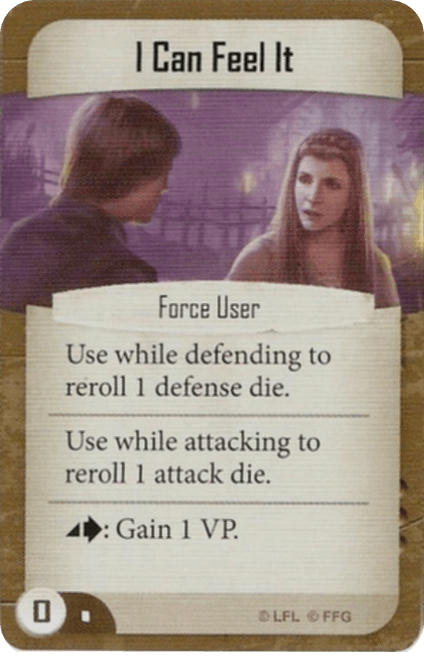 I Can Feel It
Force User
Use while defending to
reroll 1 defense die.
Use while attacking to
reroll 1 attack die.
: Gain 1 VP.
0
© LFL © FFG